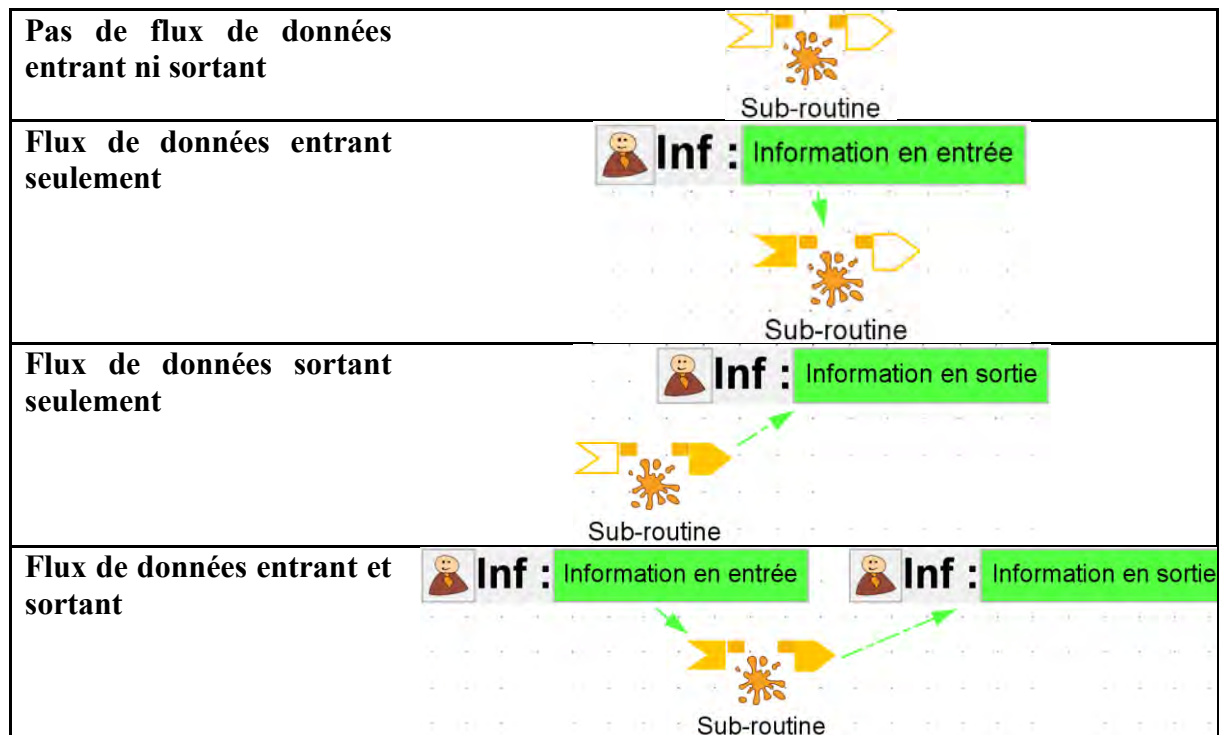 Pas de flux de données
entrant ni sortant
Sub-routine
Flux de données entrant
seulement
Inf : Information en entrée
Sub-routine
Flux de données sortant
seulement
Inf : Information en sortie
Sub-routine
Flux de données entrant et
sortant
Inf : Information en entrée
Inf : Information en sortie
Sub-routine